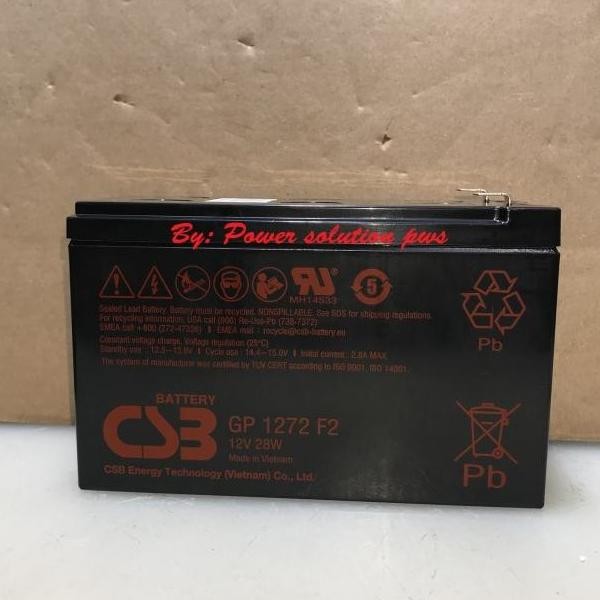 By: Power solution pws
MH14533
5
Sealed Lead Battery. Battery must be recycled. NONSPILLABLE. See SDS for shipping regulations.
For recycling information, USA call (800) Re-Use-Pb (738-7372)
EMEA call +800 (272-47326) | EMEA mail : recycle@csb-battery.eu
Constant voltage charge, Voltage regulation (25°C)
Standby use : 13.5-13.8V | Cycle use : 14.4-15.0V | Initial current : 2.8A MAX
The system of manufacturer was certified by TUV CERT according to ISO 9001, ISO 14001.
Pb
BATTERY
CSB
GP 1272 F2
12V 28W
Made in Vietnam
CSB Energy Technology (Vietnam) Co., Ltd.
Pb